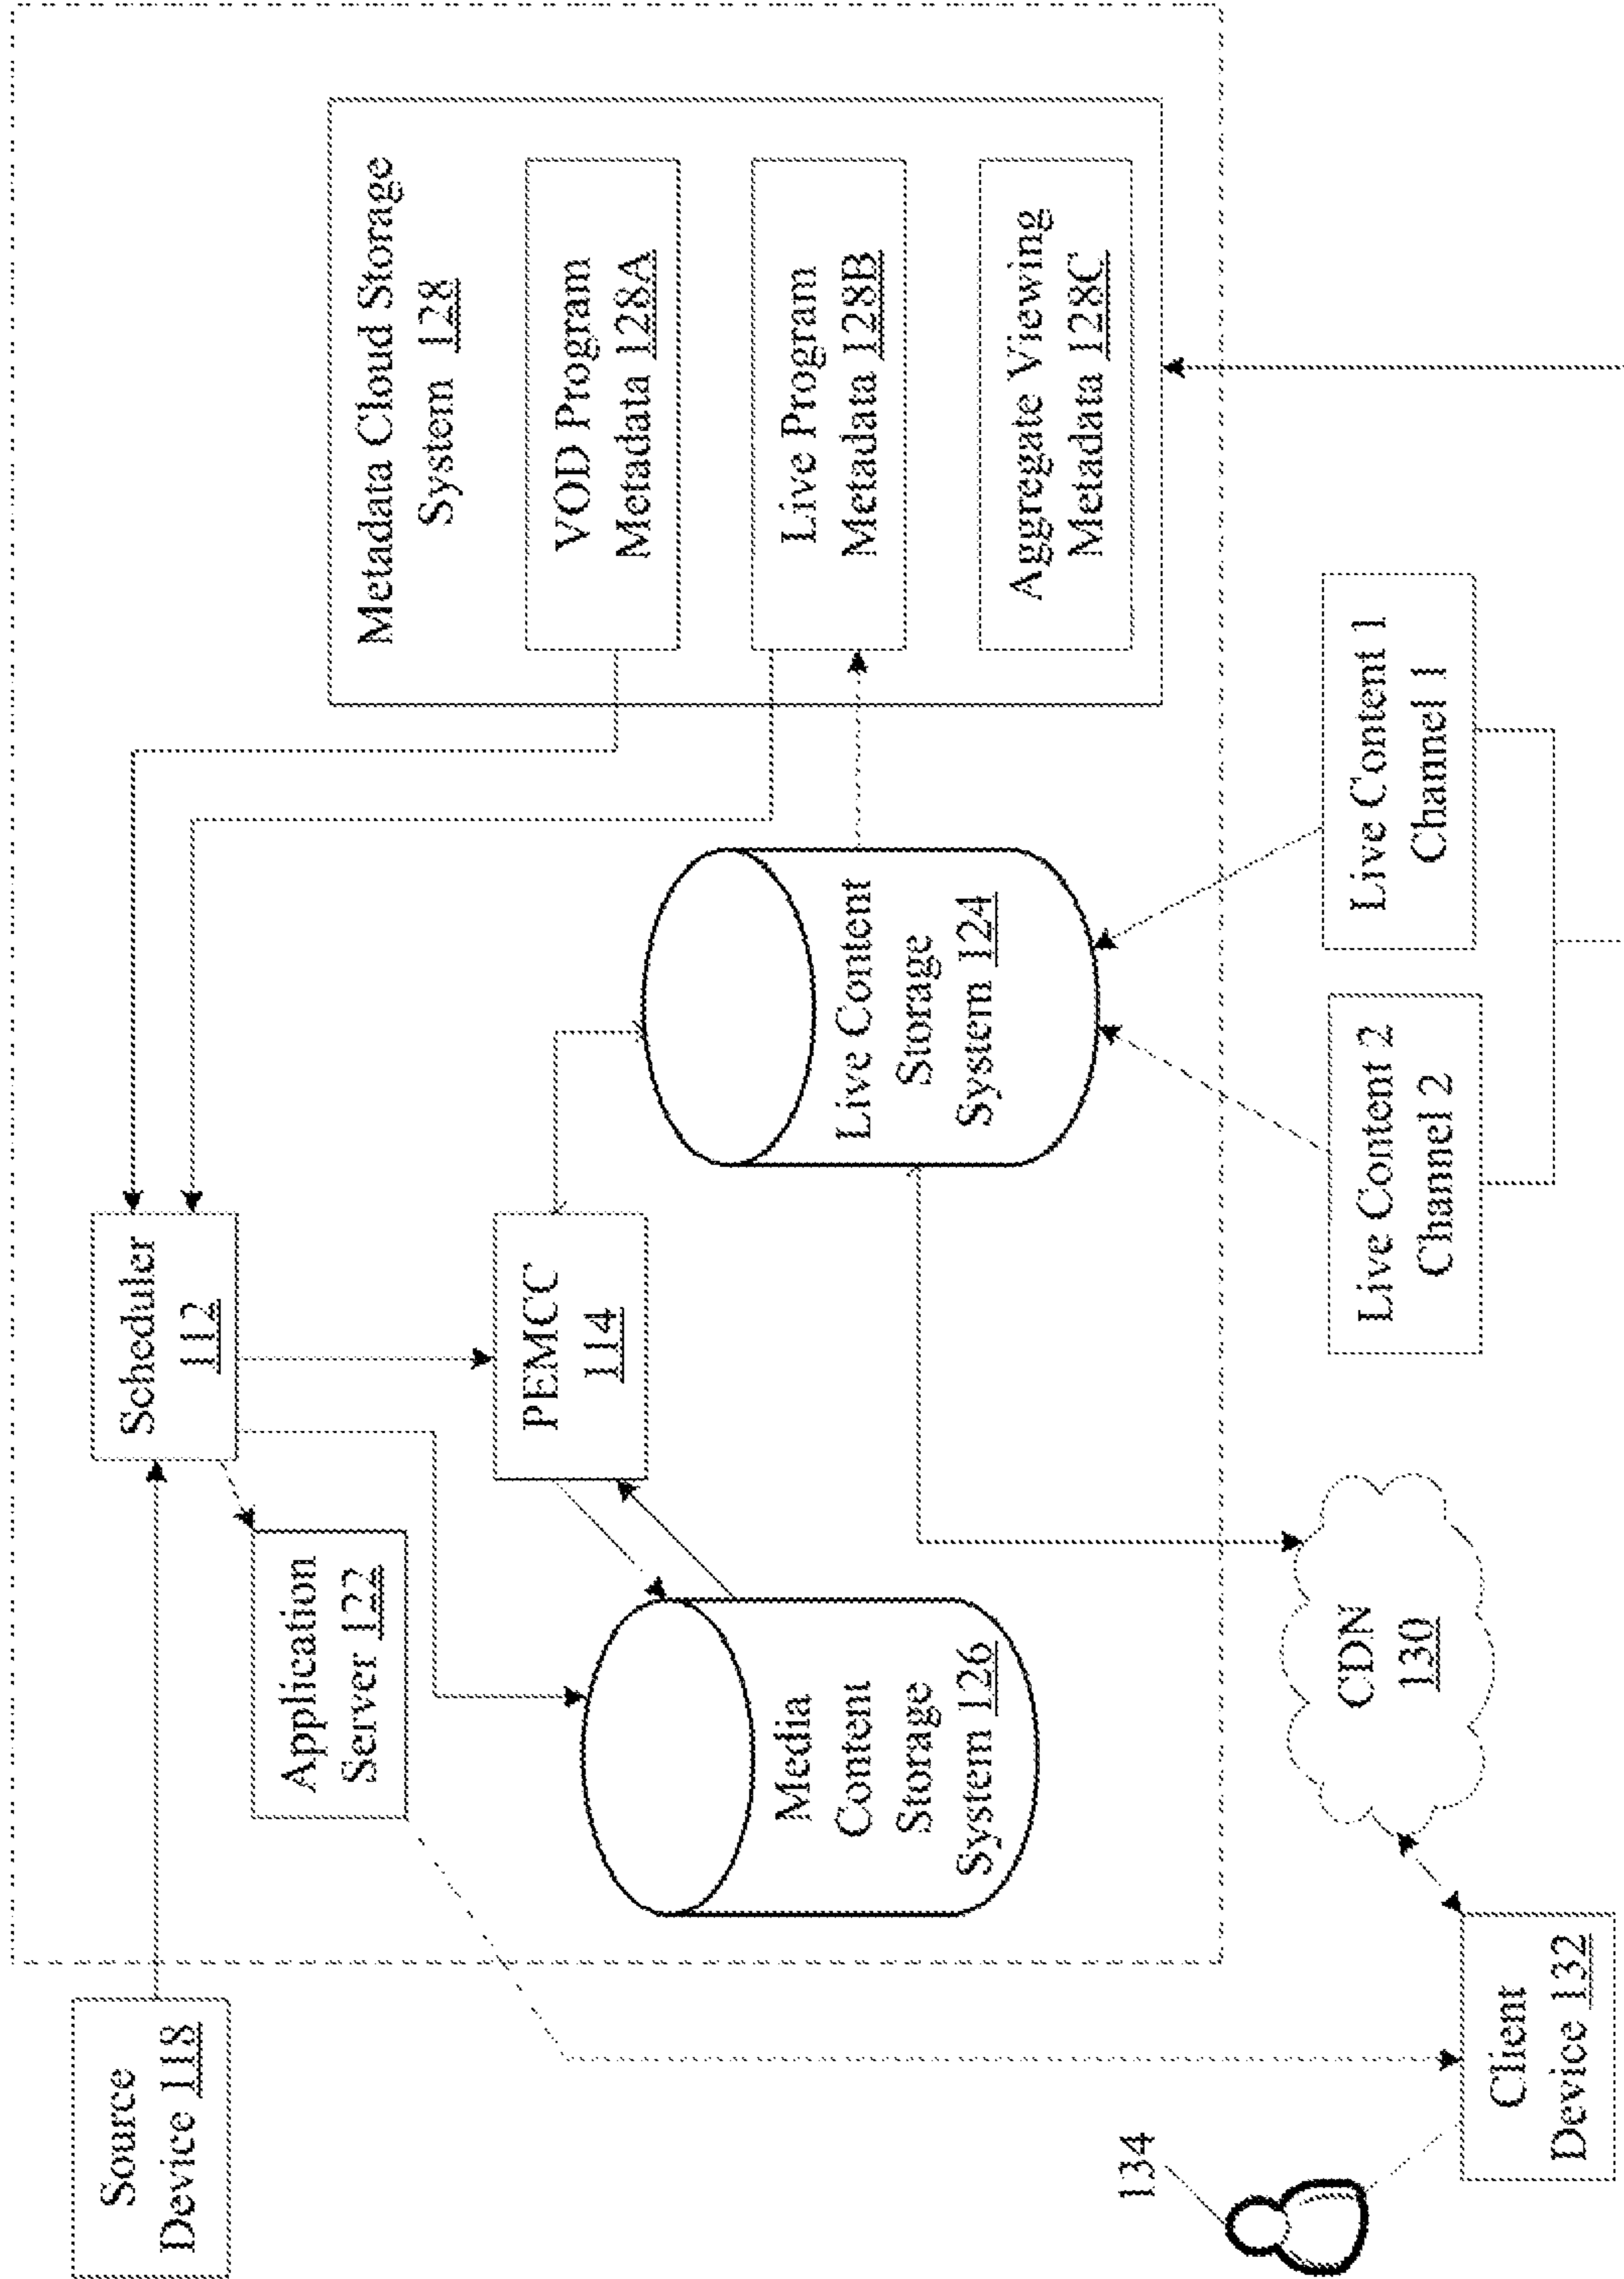 Source
Device 118
Scheduler
112
Application
Server 122
PEMCC
114
Media
Content
Storage
System 126
Live Content
Storage
System 124
Metadata Cloud Storage
System 128
VOD Program
Metadata 128A
Live Program
Metadata 128B
Aggregate Viewing
Metadata 128C
134
Client
Device 132
CDN
130
Live Content 2
Channel 2
Live Content 1
Channel 1